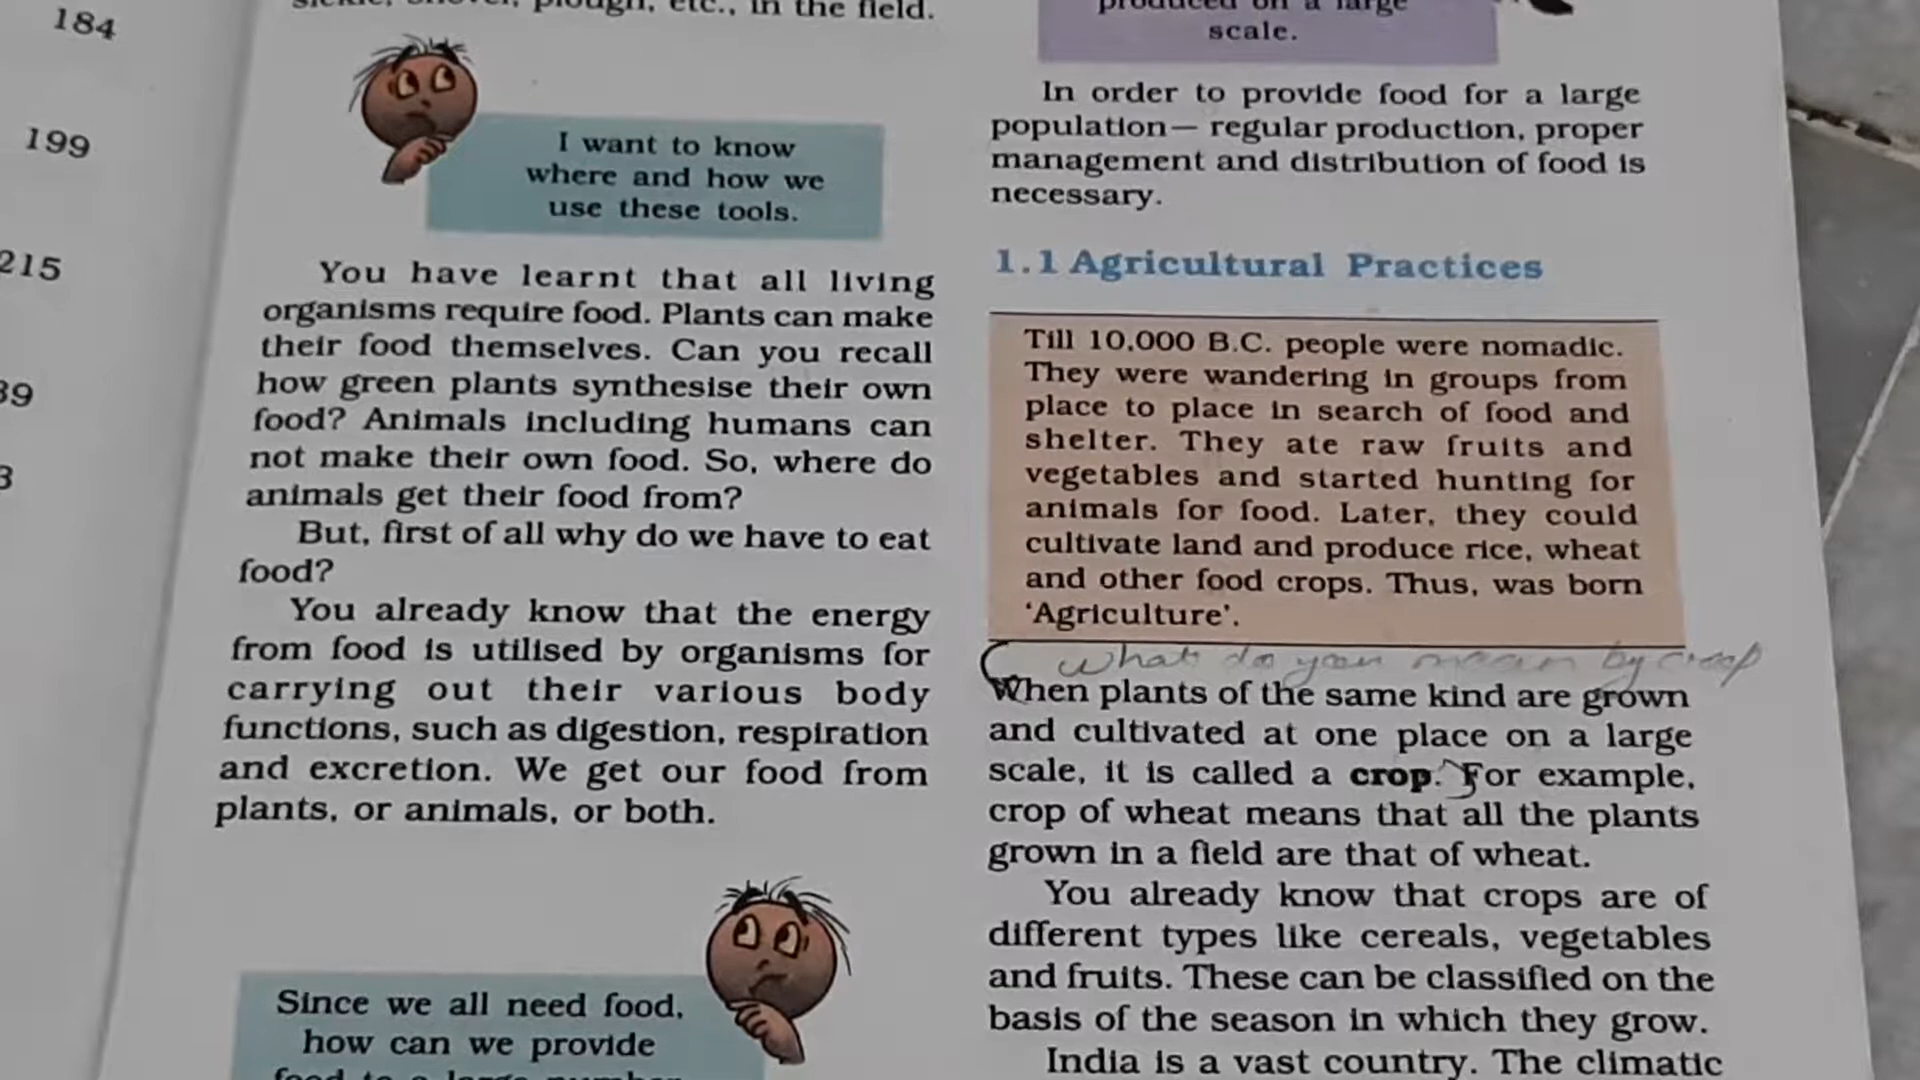 184
199
215
39
3
sickle, shovel, plough, etc., in the field.
I want to know
where and how we
use these tools.
You have learnt that all living
organisms require food. Plants can make
their food themselves. Can you recall
how green plants synthesise their own
food? Animals including humans can
not make their own food. So, where do
animals get their food from?
But, first of all why do we have to eat
food?
You already know that the energy
from food is utilised by organisms for
carrying out their various body
functions, such as digestion, respiration
and excretion. We get our food from
plants, or animals, or both.
Since we all need food,
how can we provide
food to a large number
produced on a large
scale.
In order to provide food for a large
population— regular production, proper
management and distribution of food is
necessary.
1.1 Agricultural Practices
Till 10,000 B.C. people were nomadic.
They were wandering in groups from
place to place in search of food and
shelter. They ate raw fruits and
vegetables and started hunting for
animals for food. Later, they could
cultivate land and produce rice, wheat
and other food crops. Thus, was born
‘Agriculture’.
what do you mean by crop
When plants of the same kind are grown
and cultivated at one place on a large
scale, it is called a crop. For example,
crop of wheat means that all the plants
grown in a field are that of wheat.
You already know that crops are of
different types like cereals, vegetables
and fruits. These can be classified on the
basis of the season in which they grow.
India is a vast country. The climatic